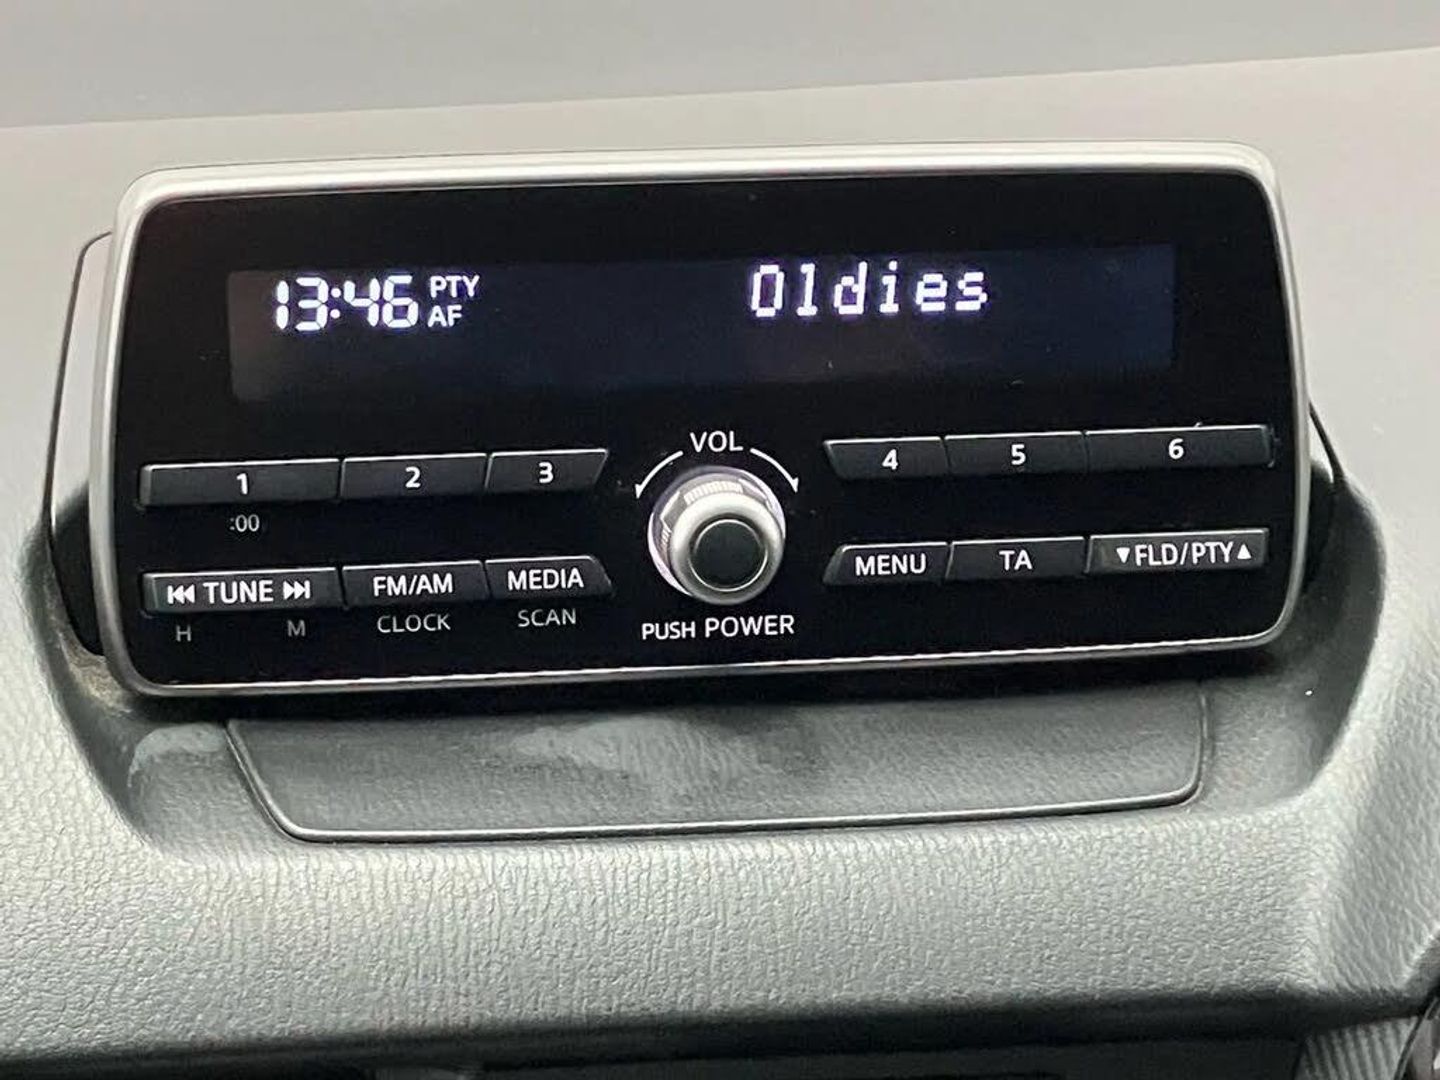 13:46 PTY AF Oldies
VOL
1 2 3 4 5 6
:00
⏮ TUNE ⏭ FM/AM MEDIA MENU TA ▼FLD/PTY▲
H M CLOCK SCAN
PUSH POWER